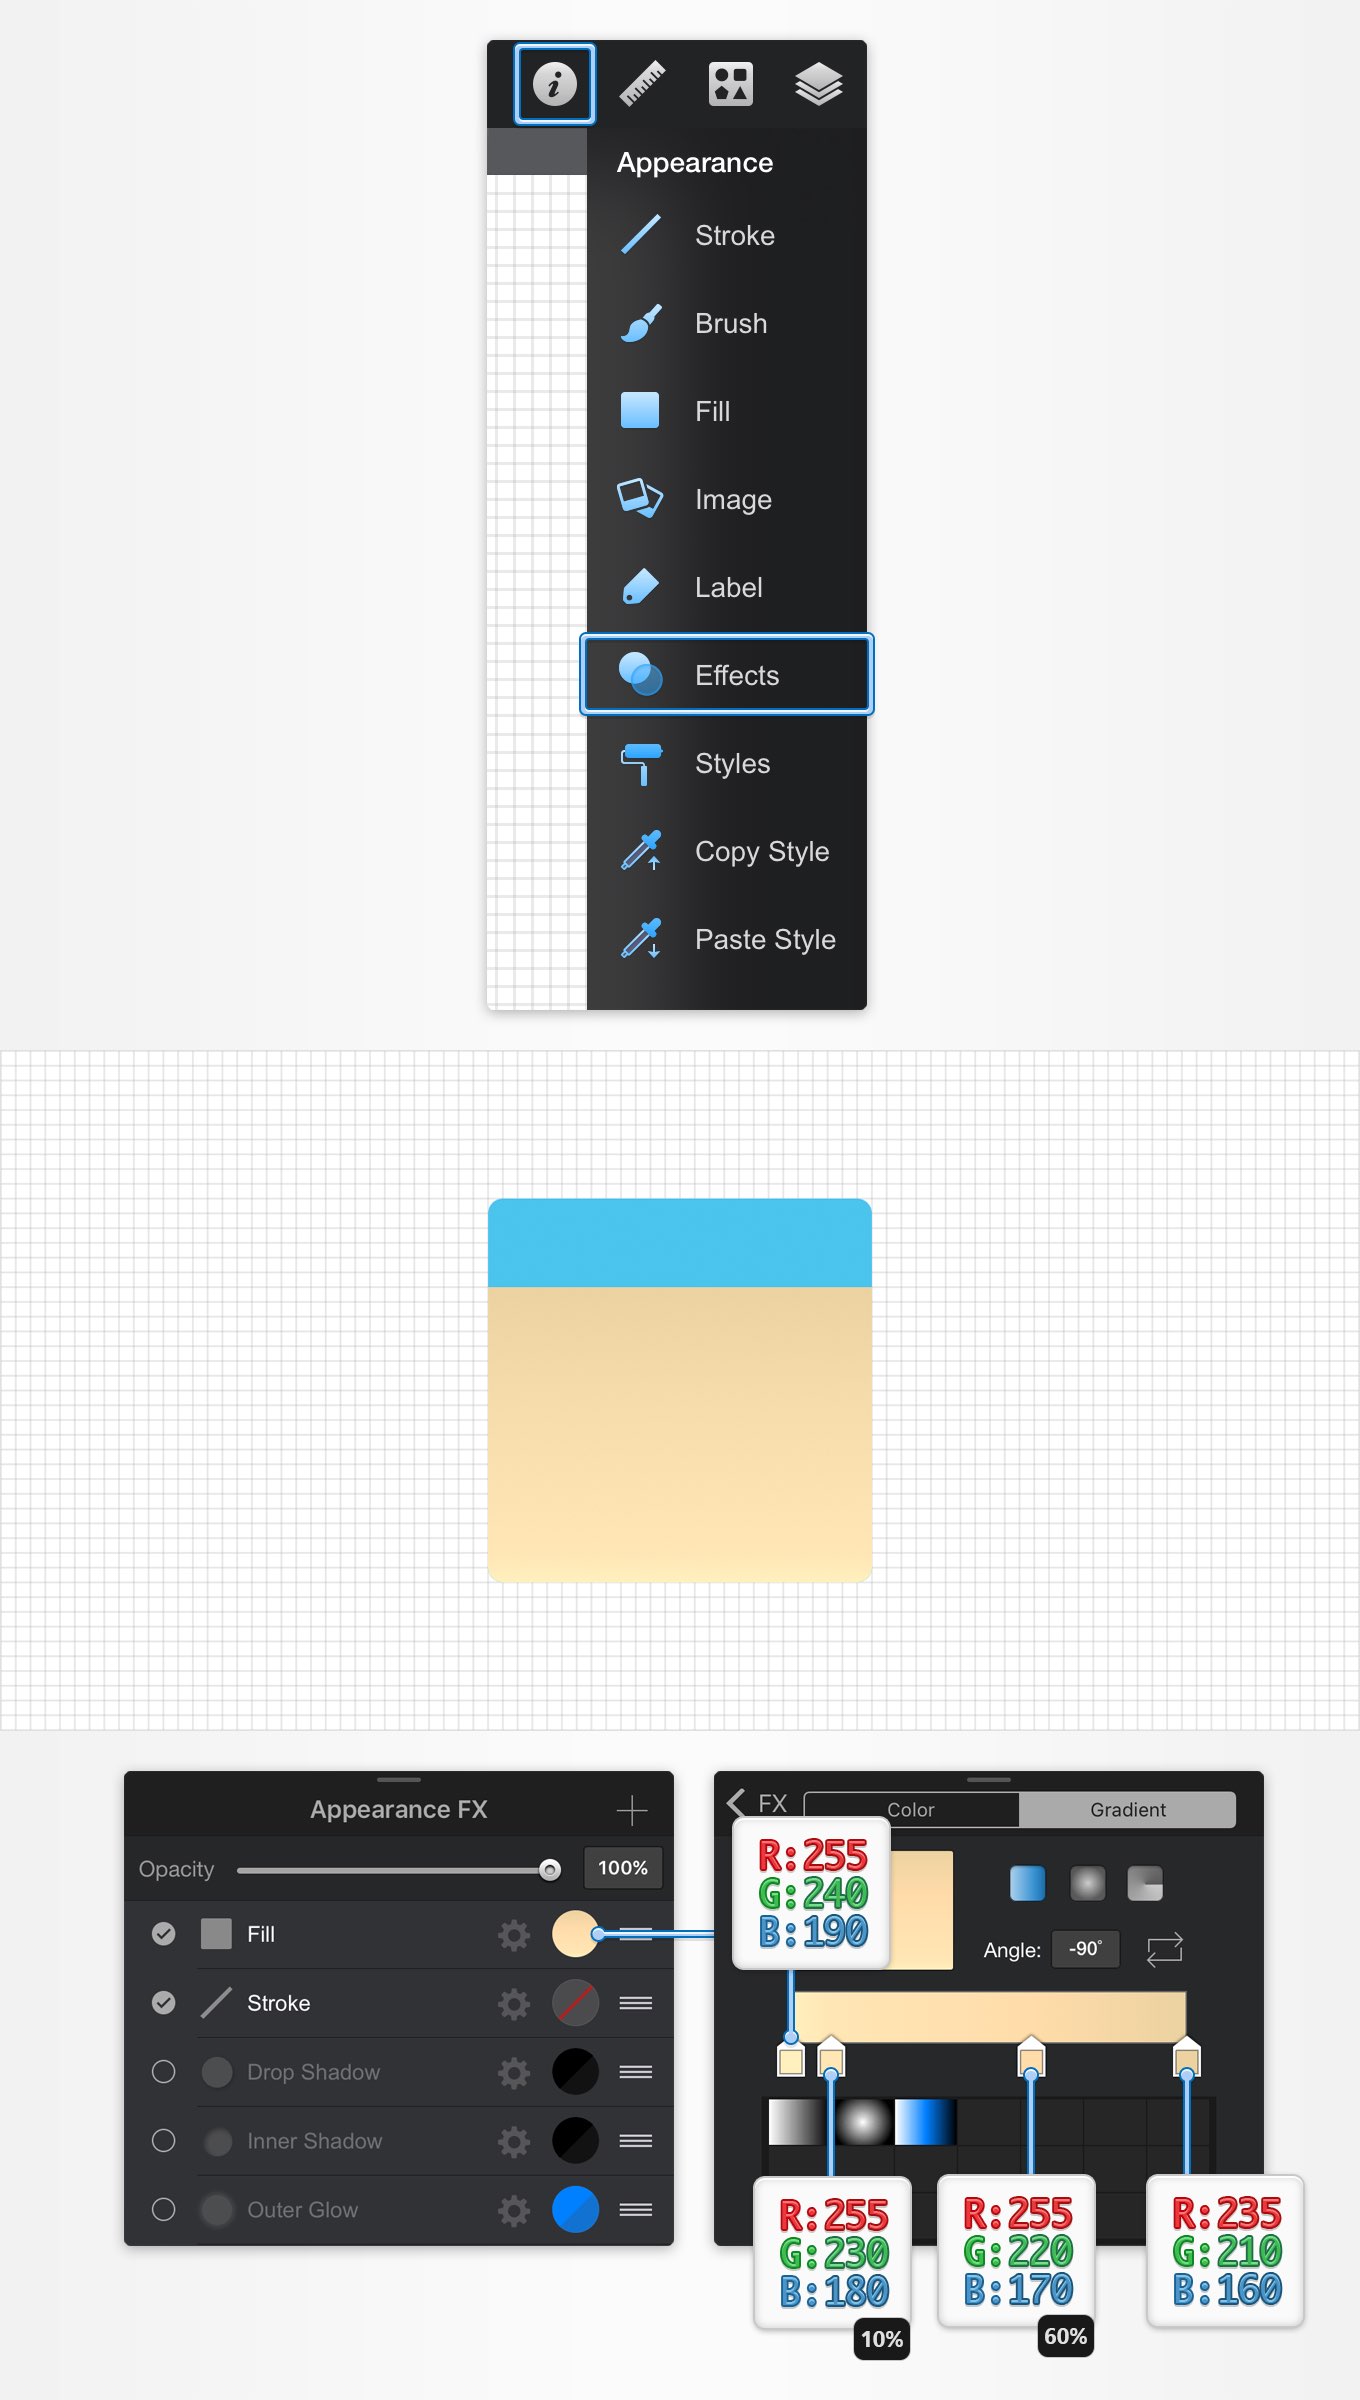 Appearance
Stroke
Brush
Fill
Image
Label
Effects
Styles
Copy Style
Paste Style
Appearance FX
Opacity 100%
Fill
Stroke
Drop Shadow
Inner Shadow
Outer Glow
FX Color Gradient
R:255
G:240
B:190
Angle: -90°
R:255
G:230
B:180
10%
R:255
G:220
B:170
60%
R:235
G:210
B:160